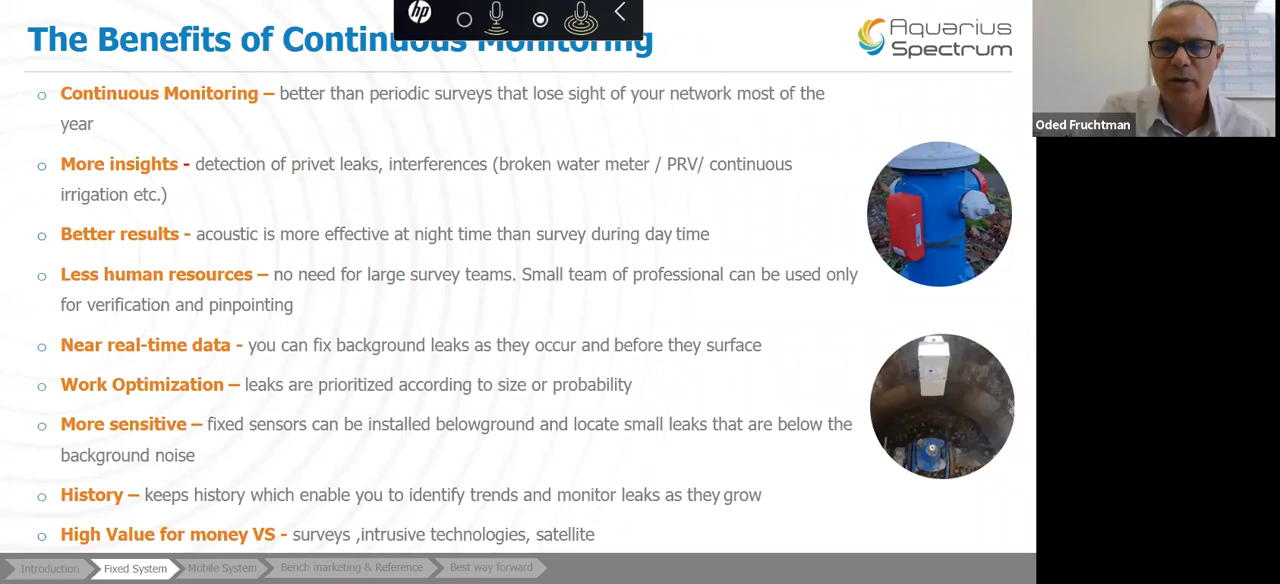 The Benefits of Continuous Monitoring
hp
Aquarius
Spectrum
Oded Fruchtman
Continuous Monitoring – better than periodic surveys that lose sight of your network most of the
year
More insights - detection of privet leaks, interferences (broken water meter / PRV/ continuous
irrigation etc.)
Better results - acoustic is more effective at night time than survey during day time
Less human resources – no need for large survey teams. Small team of professional can be used only
for verification and pinpointing
Near real-time data - you can fix background leaks as they occur and before they surface
Work Optimization – leaks are prioritized according to size or probability
More sensitive – fixed sensors can be installed belowground and locate small leaks that are below the
background noise
History – keeps history which enable you to identify trends and monitor leaks as they grow
High Value for money VS - surveys ,intrusive technologies, satellite
Introduction
Fixed System
Mobile System
Bench marketing & Reference
Best way forward